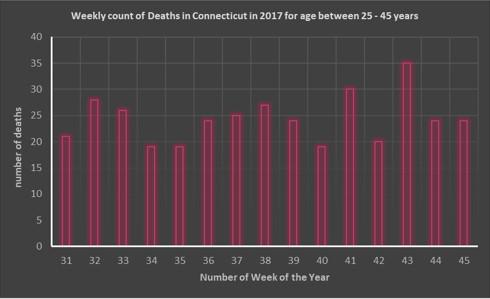 Weekly count of Deaths in Connecticut in 2017 for age between 25 - 45 years
number of deaths
40
35
30
25
20
15
10
5
0
31 32 33 34 35 36 37 38 39 40 41 42 43 44 45
Number of Week of the Year